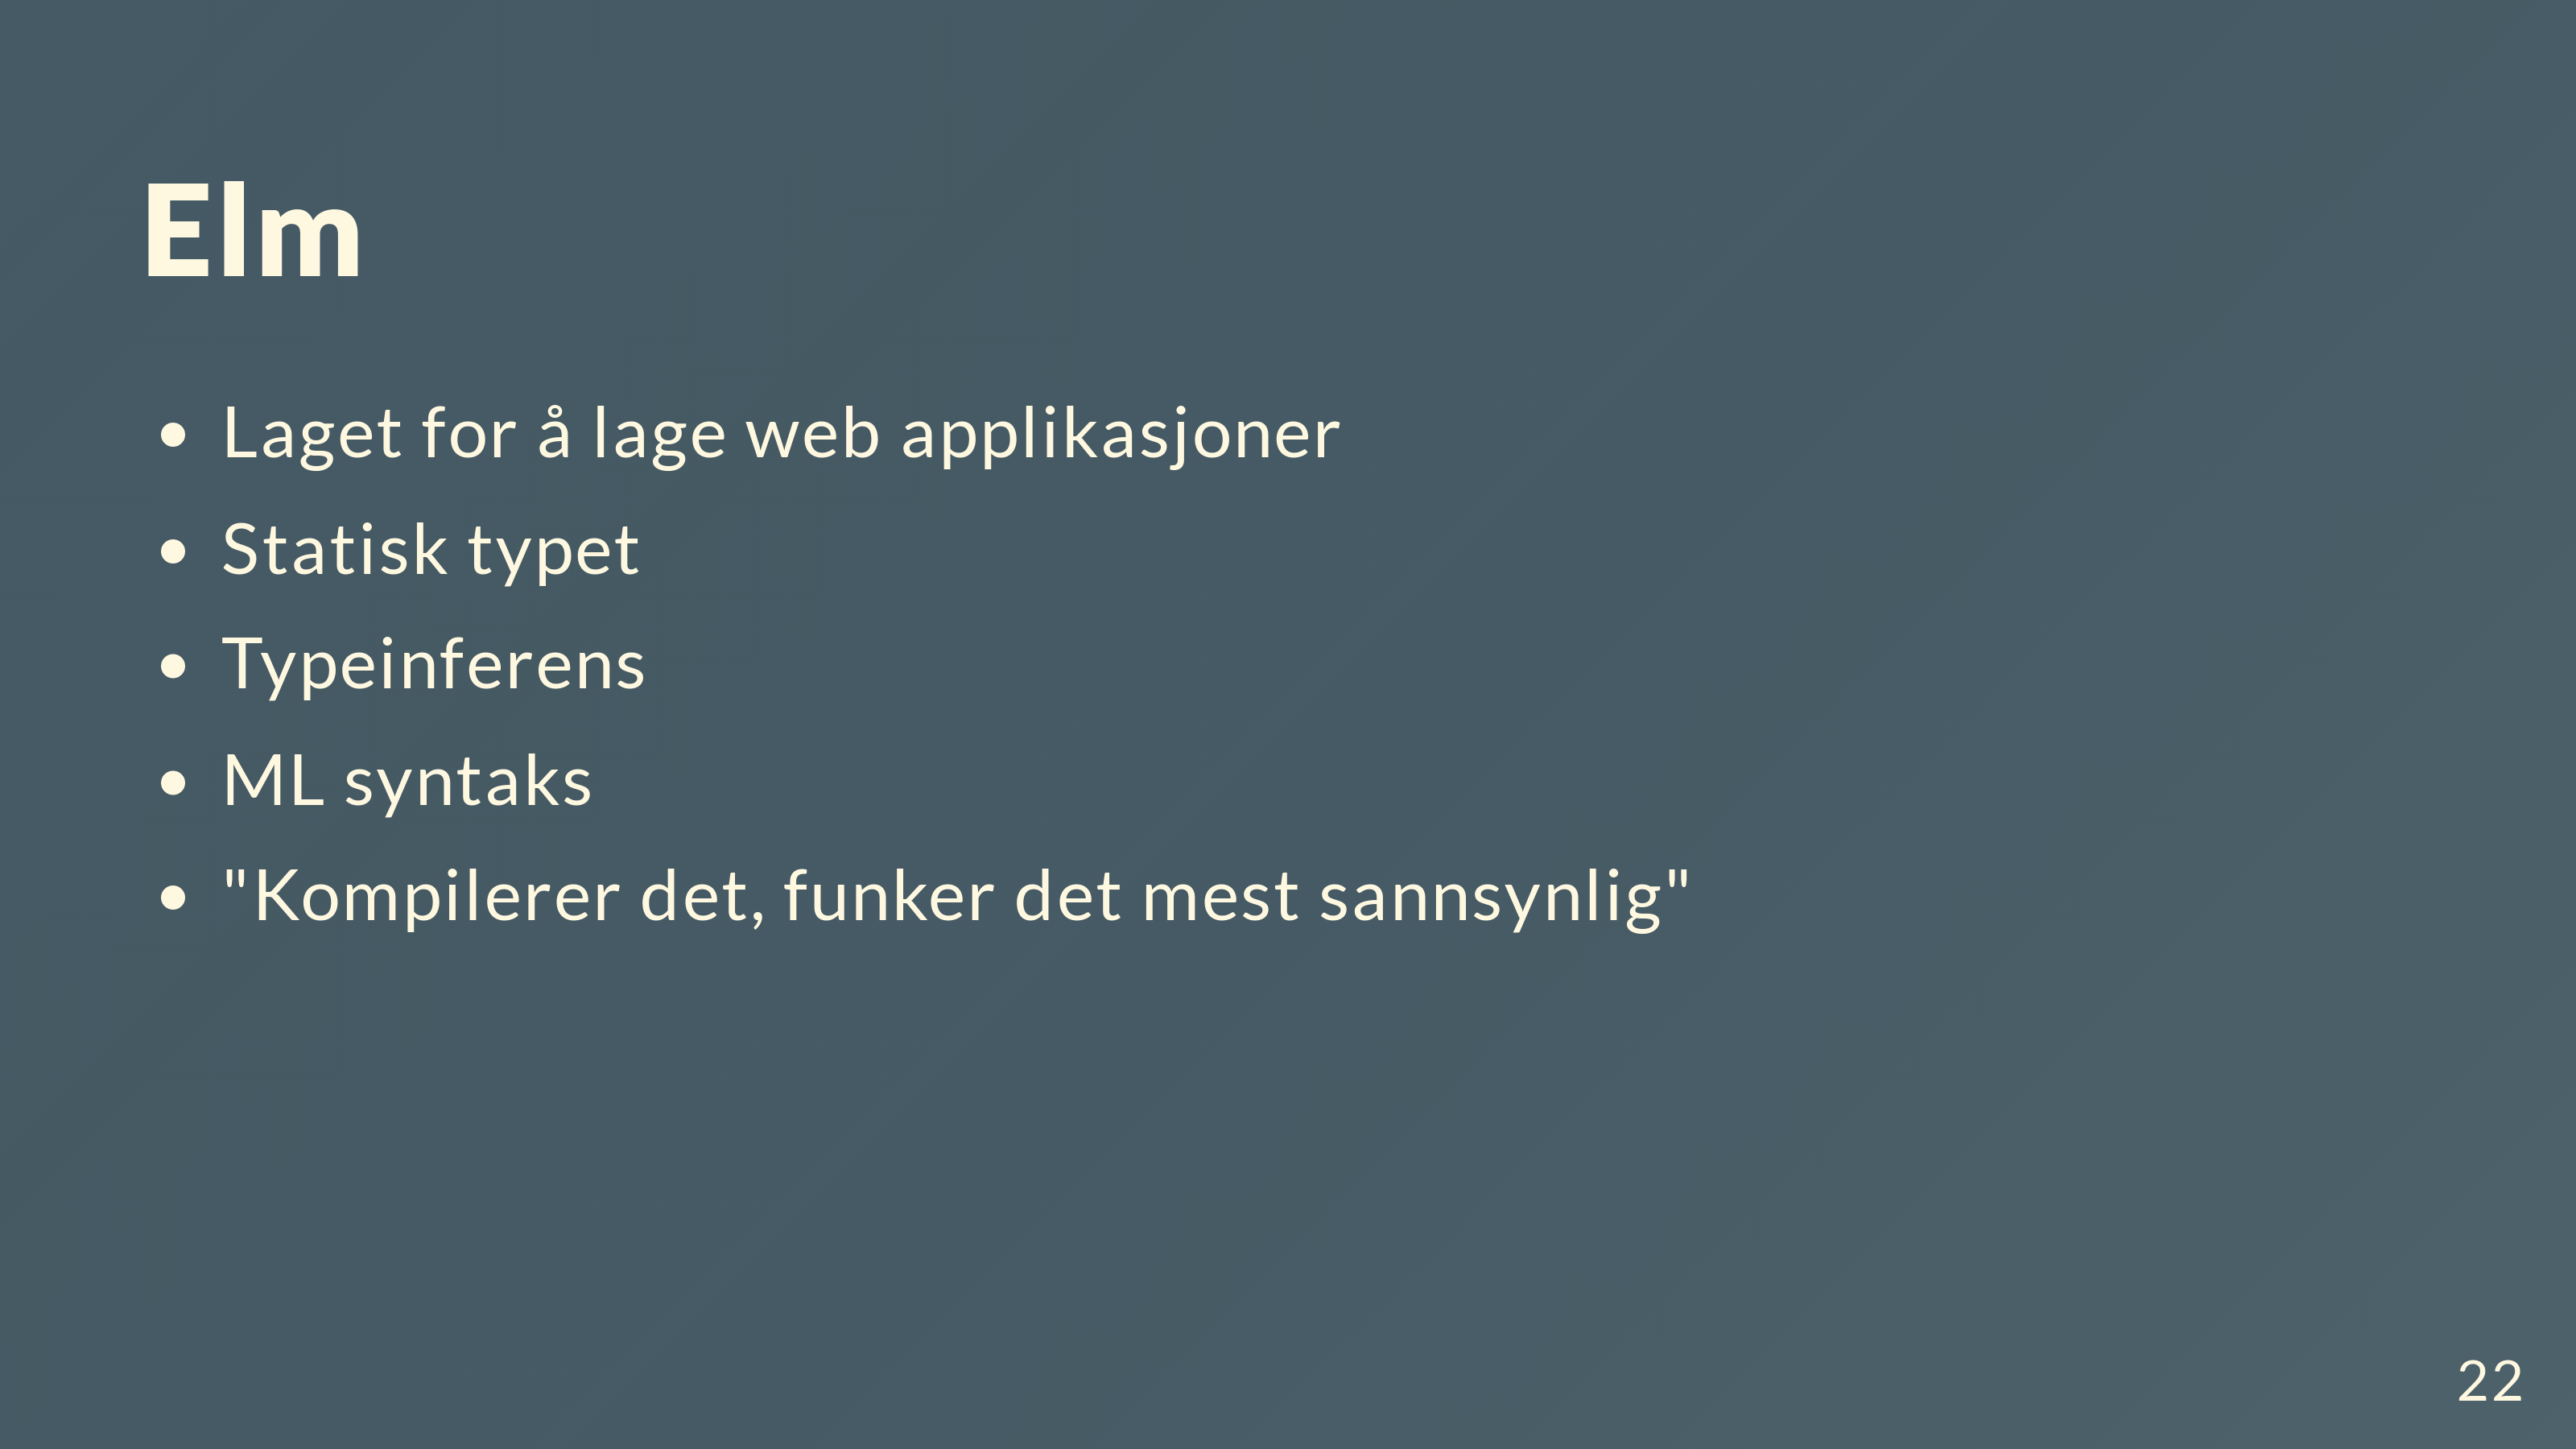 Elm
• Laget for å lage web applikasjoner
• Statisk typet
• Typeinferens
• ML syntaks
• "Kompilerer det, funker det mest sannsynlig"
22